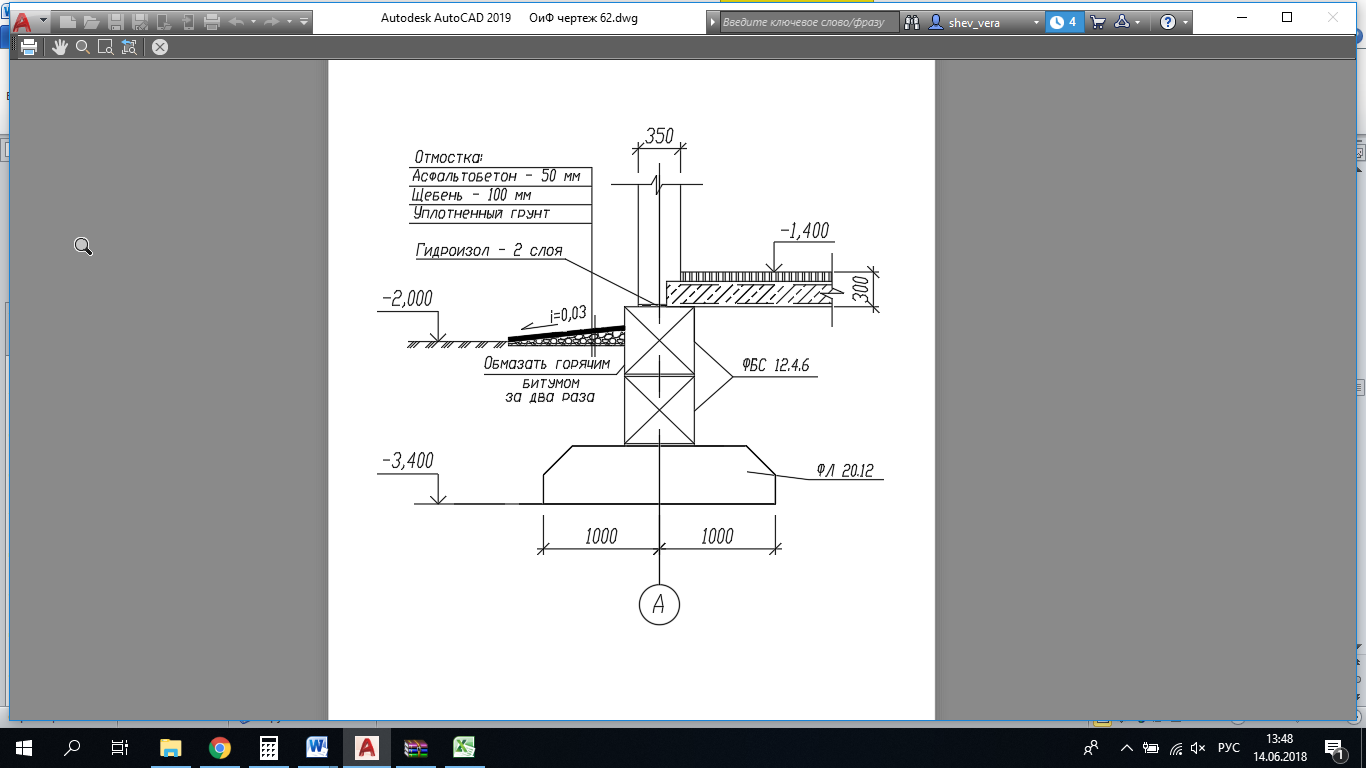 Autodesk AutoCAD 2019 ОиФ чертеж 62.dwg
Введите ключевое слово/фразу
shev_vera
4
350
Отмостка:
Асфальтобетон - 50 мм
Щебень - 100 мм
Уплотненный грунт
Гидроизол - 2 слоя
-1,400
300
-2,000
i=0,03
Обмазать горячим
битумом
за два раза
ФБС 12.4.6
-3,400
ФЛ 20.12
1000
1000
А
РУС
13:48
14.06.2018
1